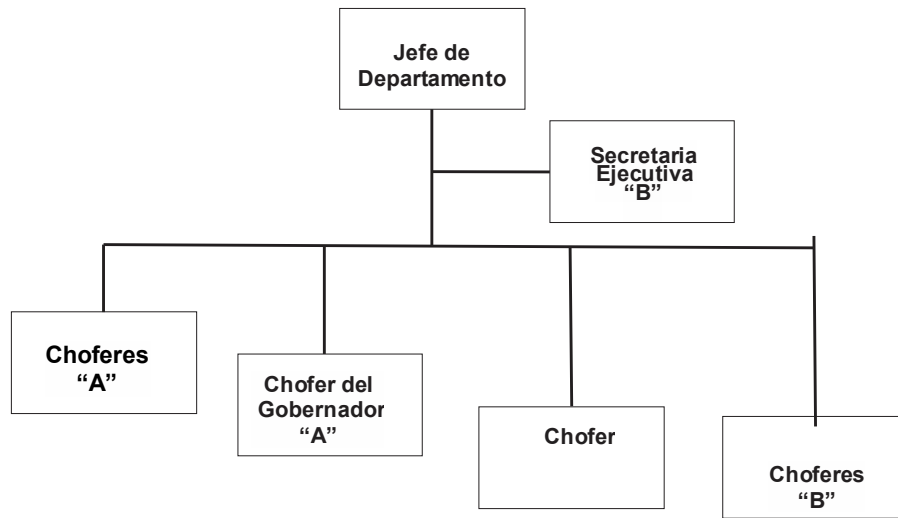 Jefe de
Departamento
Secretaria
Ejecutiva
“B”
Choferes
“A”
Chofer del
Gobernador
“A”
Chofer
Choferes
“B”